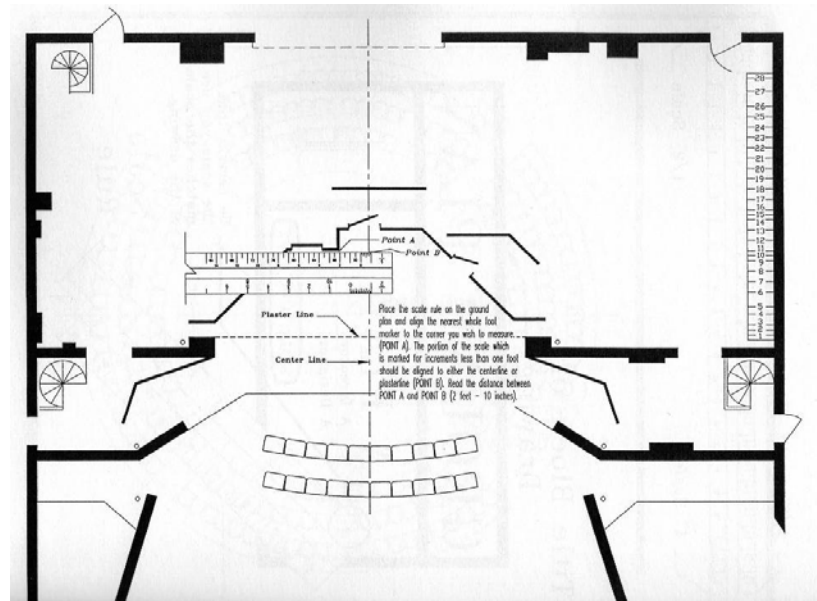 28
27
26
25
24
23
22
21
20
19
18
17
16
15
14
13
12
11
10
9
8
7
6
5
4
3
2
1
Point A
Point B
Plaster Line
Center Line
Place the scale rule on the ground
plan and align the nearest whole foot
marker to the corner you wish to measure...
(POINT A). The portion of the scale which
is marked for increments less than one foot
should be aligned to either the centerline or
plasterline (POINT B). Read the distance between
POINT A and POINT B (2 feet - 10 inches).